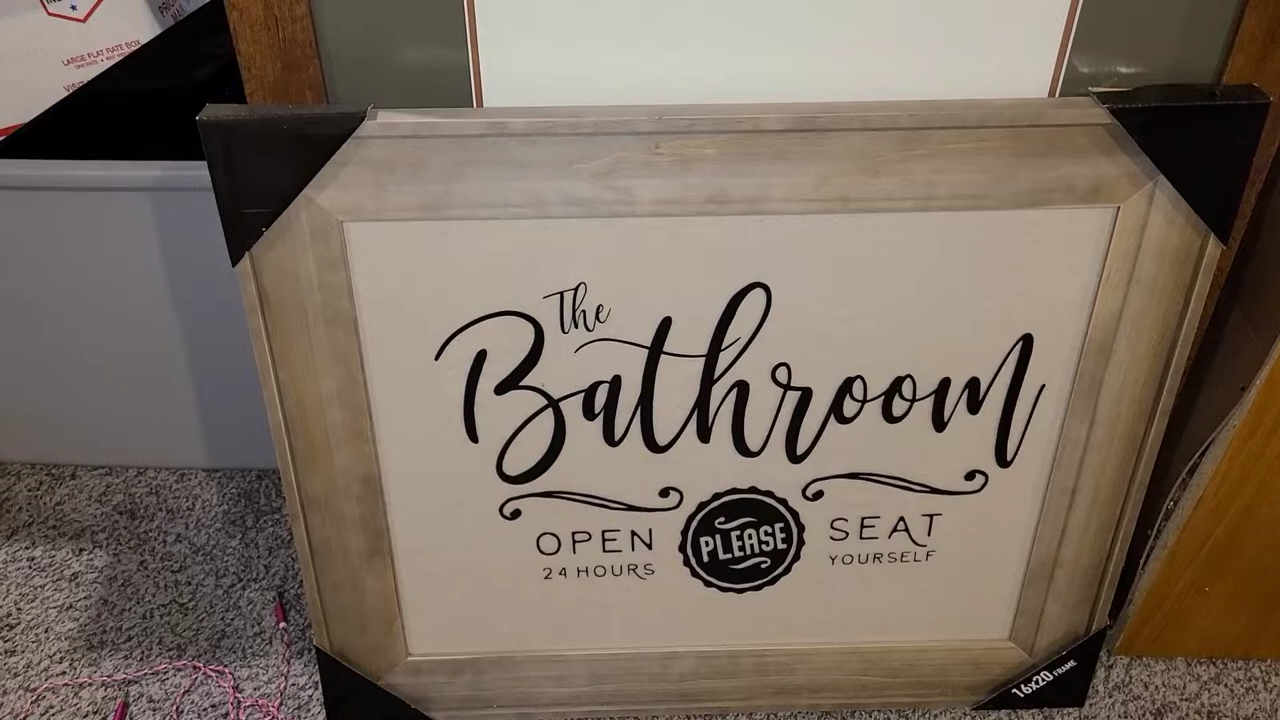 LARGE FLAT RATE BOX
The
Bathroom
OPEN
24 HOURS
PLEASE
SEAT
YOURSELF
16x20 FRAME